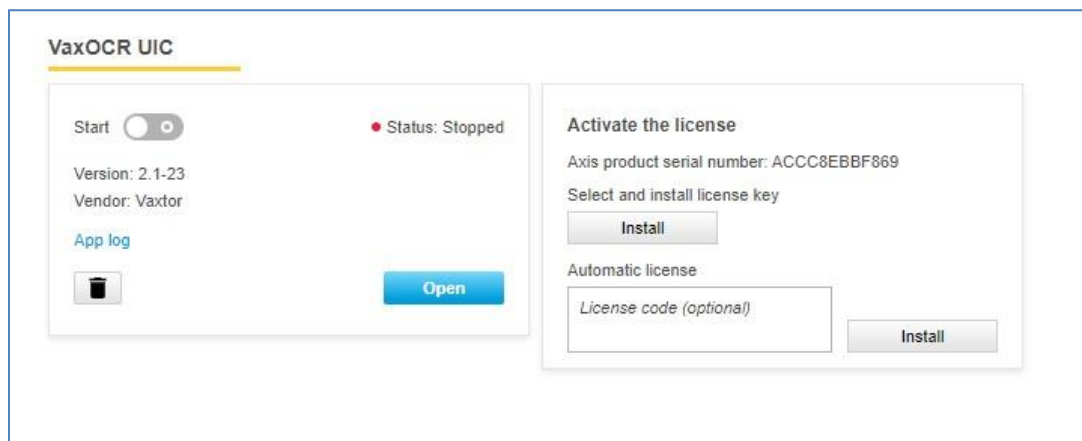 VaxOCR UIC
Start
Status: Stopped
Version: 2.1-23
Vendor: Vaxtor
App log
Open
Activate the license
Axis product serial number: ACCC8EBBF869
Select and install license key
Install
Automatic license
License code (optional)
Install